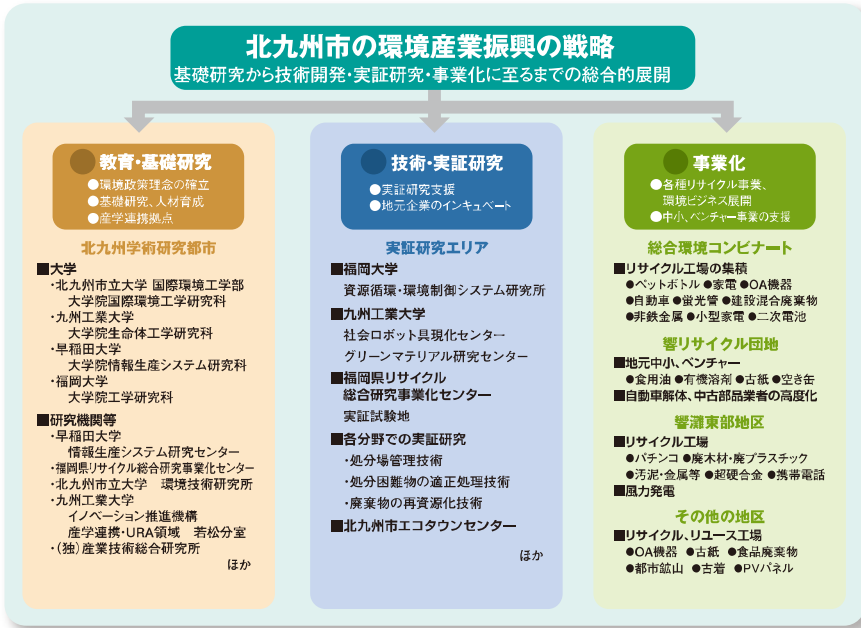 北九州市の環境産業振興の戦略
基礎研究から技術開発・実証研究・事業化に至るまでの総合的展開
教育・基礎研究
●環境政策理念の確立
●基礎研究、人材育成
●産学連携拠点
北九州学術研究都市
■大学
・北九州市立大学 国際環境工学部
大学院国際環境工学研究科
・九州工業大学
大学院生命体工学研究科
・早稲田大学
大学院情報生産システム研究科
・福岡大学
大学院工学研究科
■研究機関等
・早稲田大学
情報生産システム研究センター
・福岡県リサイクル総合研究事業化センター
・北九州市立大学　環境技術研究所
・九州工業大学
イノベーション推進機構
産学連携・URA領域　若松分室
・(独)産業技術総合研究所
ほか
技術・実証研究
●実証研究支援
●地元企業のインキュベート
実証研究エリア
■福岡大学
資源循環・環境制御システム研究所
■九州工業大学
社会ロボット具現化センター
グリーンマテリアル研究センター
■福岡県リサイクル
総合研究事業化センター
実証試験地
■各分野での実証研究
・処分場管理技術
・処分困難物の適正処理技術
・廃棄物の再資源化技術
■北九州市エコタウンセンター
ほか
事業化
●各種リサイクル事業、
環境ビジネス展開
●中小、ベンチャー事業の支援
総合環境コンビナート
■リサイクル工場の集積
●ペットボトル ●家電 ●OA機器
●自動車 ●蛍光管 ●建設混合廃棄物
●非鉄金属 ●小型家電 ●二次電池
響リサイクル団地
■地元中小、ベンチャー
●食用油 ●有機溶剤 ●古紙 ●空き缶
■自動車解体、中古部品業者の高度化
響灘東部地区
■リサイクル工場
●パチンコ ●廃木材・廃プラスチック
●汚泥・金属等 ●超硬合金 ●携帯電話
■風力発電
その他の地区
■リサイクル、リユース工場
●OA機器 ●古紙 ●食品廃棄物
●都市鉱山 ●古着 ●PVパネル